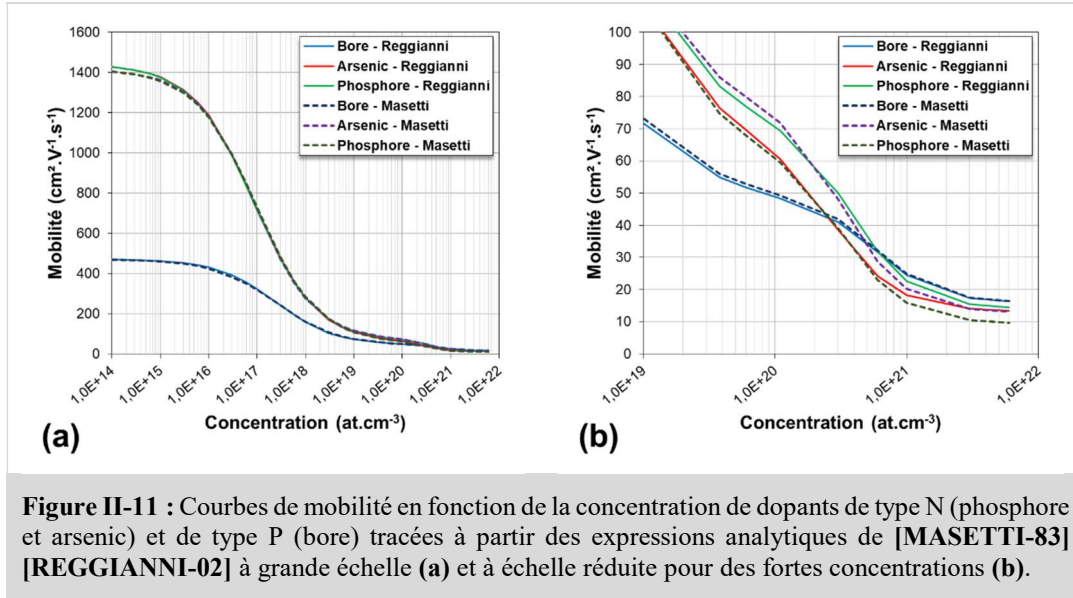 1600
1400
1200
1000
800
600
400
200
0
Mobilité (cm².V⁻¹.s⁻¹)
Bore - Reggianni
Arsenic - Reggianni
Phosphore - Reggianni
Bore - Masetti
Arsenic - Masetti
Phosphore - Masetti
1,0E+14
1,0E+15
1,0E+16
1,0E+17
1,0E+18
1,0E+19
1,0E+20
1,0E+21
1,0E+22
Concentration (at.cm⁻³)
(a)
100
90
80
70
60
50
40
30
20
10
0
Mobilité (cm².V⁻¹.s⁻¹)
Bore - Reggianni
Arsenic - Reggianni
Phosphore - Reggianni
Bore - Masetti
Arsenic - Masetti
Phosphore - Masetti
1,0E+19
1,0E+20
1,0E+21
1,0E+22
Concentration (at.cm⁻³)
(b)
Figure II-11 : Courbes de mobilité en fonction de la concentration de dopants de type N (phosphore
et arsenic) et de type P (bore) tracées à partir des expressions analytiques de [MASETTI-83]
[REGGIANNI-02] à grande échelle (a) et à échelle réduite pour des fortes concentrations (b).